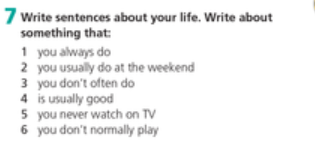 7 Write sentences about your life. Write about
something that:
1 you always do
2 you usually do at the weekend
3 you don't often do
4 is usually good
5 you never watch on TV
6 you don't normally play